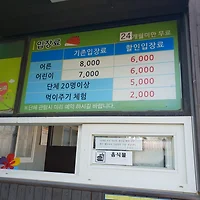 입장료
24개월미만 무료
기존입장료 할인입장료
어른 8,000 6,000
어린이 7,000 6,000
단체 20명이상 5,000
먹이주기 체험 2,000
음식물